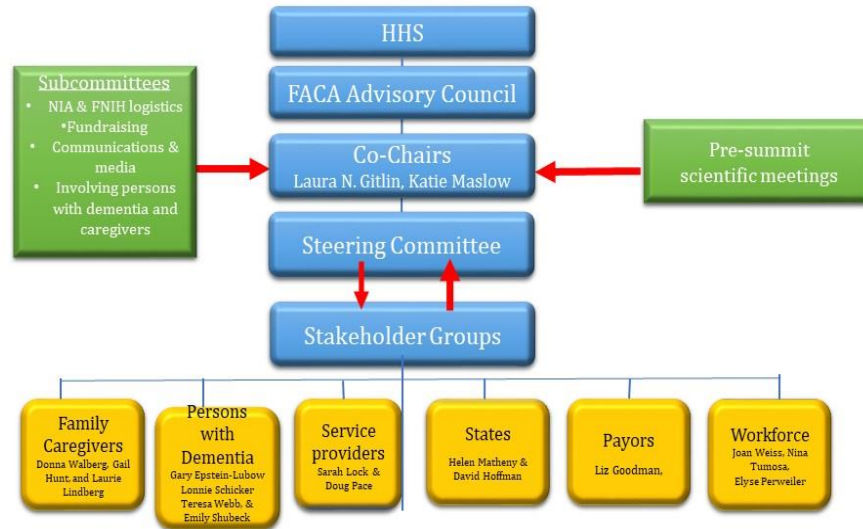 HHS
FACA Advisory Council
Subcommittees
• NIA & FNIH logistics
•Fundraising
• Communications &
media
• Involving persons
with dementia and
caregivers
Co-Chairs
Laura N. Gitlin, Katie Maslow
Pre-summit
scientific meetings
Steering Committee
Stakeholder Groups
Family
Caregivers
Donna Walberg, Gail
Hunt, and Laurie
Lindberg
Persons
with
Dementia
Gary Epstein-Lubow
Lonnie Schicker
Teresa Webb, &
Emily Shubeck
Service
providers
Sarah Lock &
Doug Pace
States
Helen Matheny &
David Hoffman
Payors
Liz Goodman,
Workforce
Joan Weiss, Nina
Tumosa,
Elyse Perweiler